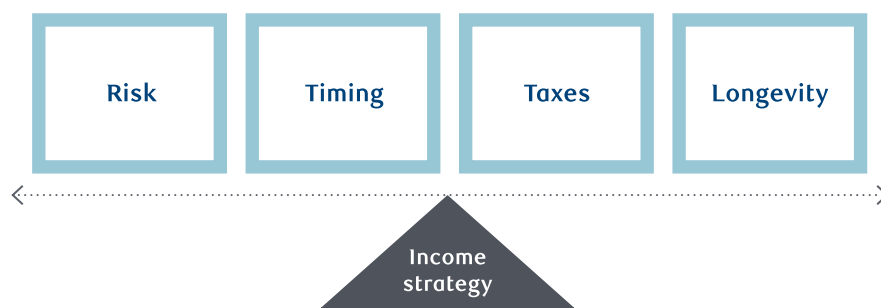 Risk
Timing
Taxes
Longevity
Income
strategy